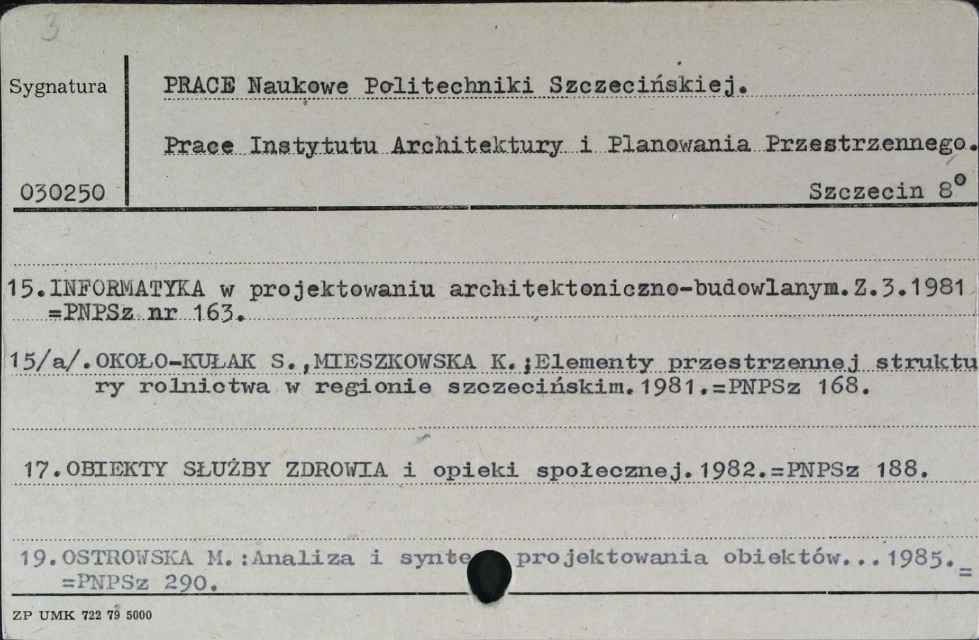 3
Sygnatura
PRACE Naukowe Politechniki Szczecińskiej.
Prace Instytutu Architektury i Planowania Przestrzennego.
030250
Szczecin 8°
15.INFORMATYKA w projektowaniu architektoniczno-budowlanym.Z.3.1981
=PNPSz nr 163.
15/a/.OKOŁO-KUŁAK S.,MIESZKOWSKA K.;Elementy przestrzennej struktu
ry rolnictwa w regionie szczecińskim.1981.=PNPSz 168.
17.OBIEKTY SŁUŻBY ZDROWIA i opieki społecznej.1982.=PNPSz 188.
19.OSTROWSKA M.:Analiza i synte projektowania obiektów...1985.=
=PNPSz 290.
ZP UMK 722 79 5000